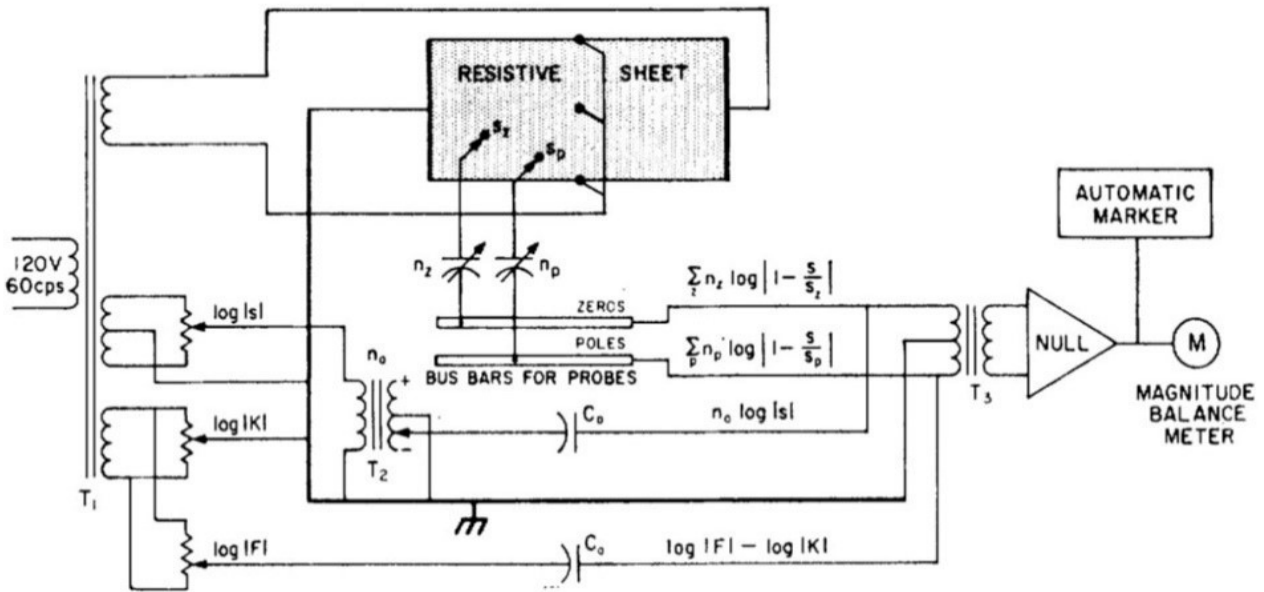 RESISTIVE SHEET
s_z
s_p
120V
60cps
n_z
n_p
log |s|
n_o
ZEROS
POLES
BUS BARS FOR PROBES
∑_z n_z log |1 - s/s_z|
∑_p n_p log |1 - s/s_p|
AUTOMATIC
MARKER
NULL
M
MAGNITUDE
BALANCE
METER
T_3
log |K|
+
−
T_2
C_o
n_o log |s|
T_1
log |F|
C_o
log |F| − log |K|